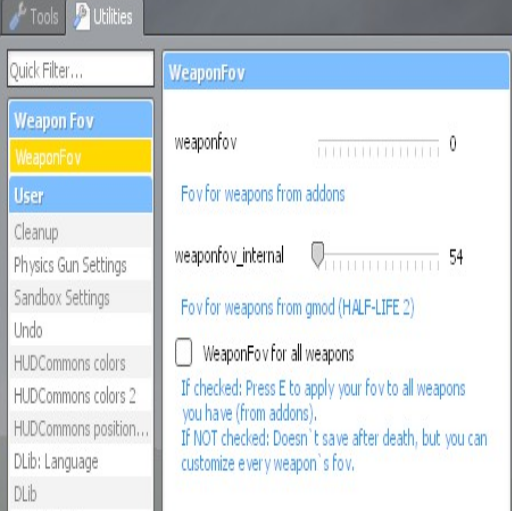 Tools
Utilities
Quick Filter...
Weapon Fov
WeaponFov
User
Cleanup
Physics Gun Settings
Sandbox Settings
Undo
HUDCommons colors
HUDCommons colors 2
HUDCommons position...
DLib: Language
DLib
WeaponFov
weaponfov 0
Fov for weapons from addons
weaponfov_internal 54
Fov for weapons from gmod (HALF-LIFE 2)
WeaponFov for all weapons
If checked: Press E to apply your fov to all weapons
you have (from addons).
If NOT checked: Doesn`t save after death, but you can
customize every weapon`s fov.